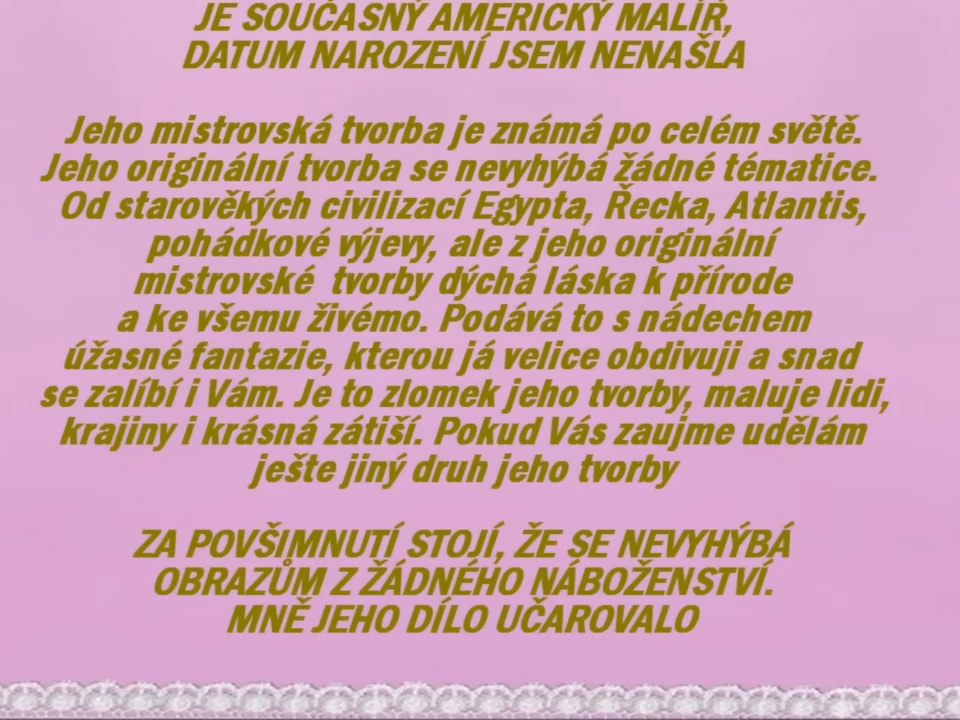 JE SOUČASNÝ AMERICKÝ MALÍŘ,
DATUM NAROZENÍ JSEM NENAŠLA
Jeho mistrovská tvorba je známá po celém světě.
Jeho originální tvorba se nevyhýbá žádné tématice.
Od starověkých civilizací Egypta, Řecka, Atlantis,
pohádkové výjevy, ale z jeho originální
mistrovské tvorby dýchá láska k přírode
a ke všemu živémo. Podává to s nádechem
úžasné fantazie, kterou já velice obdivuji a snad
se zalíbí i Vám. Je to zlomek jeho tvorby, maluje lidi,
krajiny i krásná zátiší. Pokud Vás zaujme udělám
ješte jiný druh jeho tvorby
ZA POVŠIMNUTÍ STOJÍ, ŽE SE NEVYHÝBÁ
OBRAZŮM Z ŽÁDNÉHO NÁBOŽENSTVÍ.
MNĚ JEHO DÍLO UČAROVALO